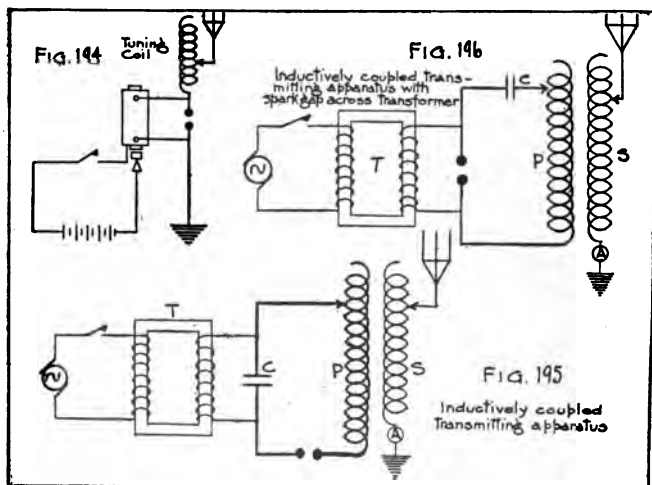 FIG. 194
Tuning
Coil
FIG. 196
Inductively coupled trans-
mitting apparatus with
spark gap across transformer
C
T
P
S
A
T
C
P
S
A
FIG. 195
Inductively coupled
transmitting apparatus